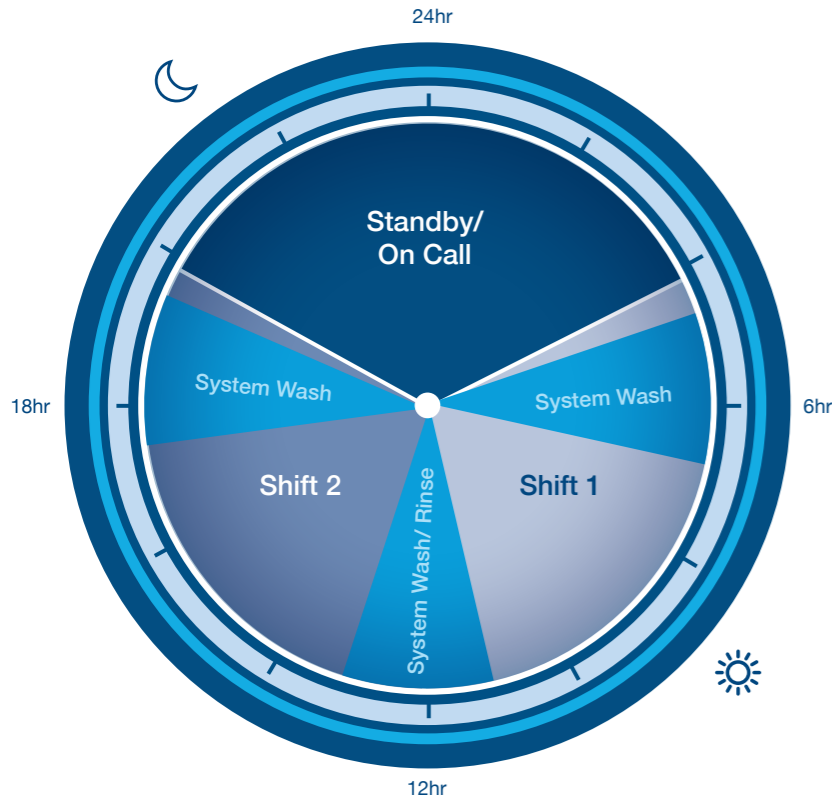 24hr
Standby/
On Call
System Wash
System Wash
18hr
6hr
Shift 2
Shift 1
System Wash/ Rinse
12hr